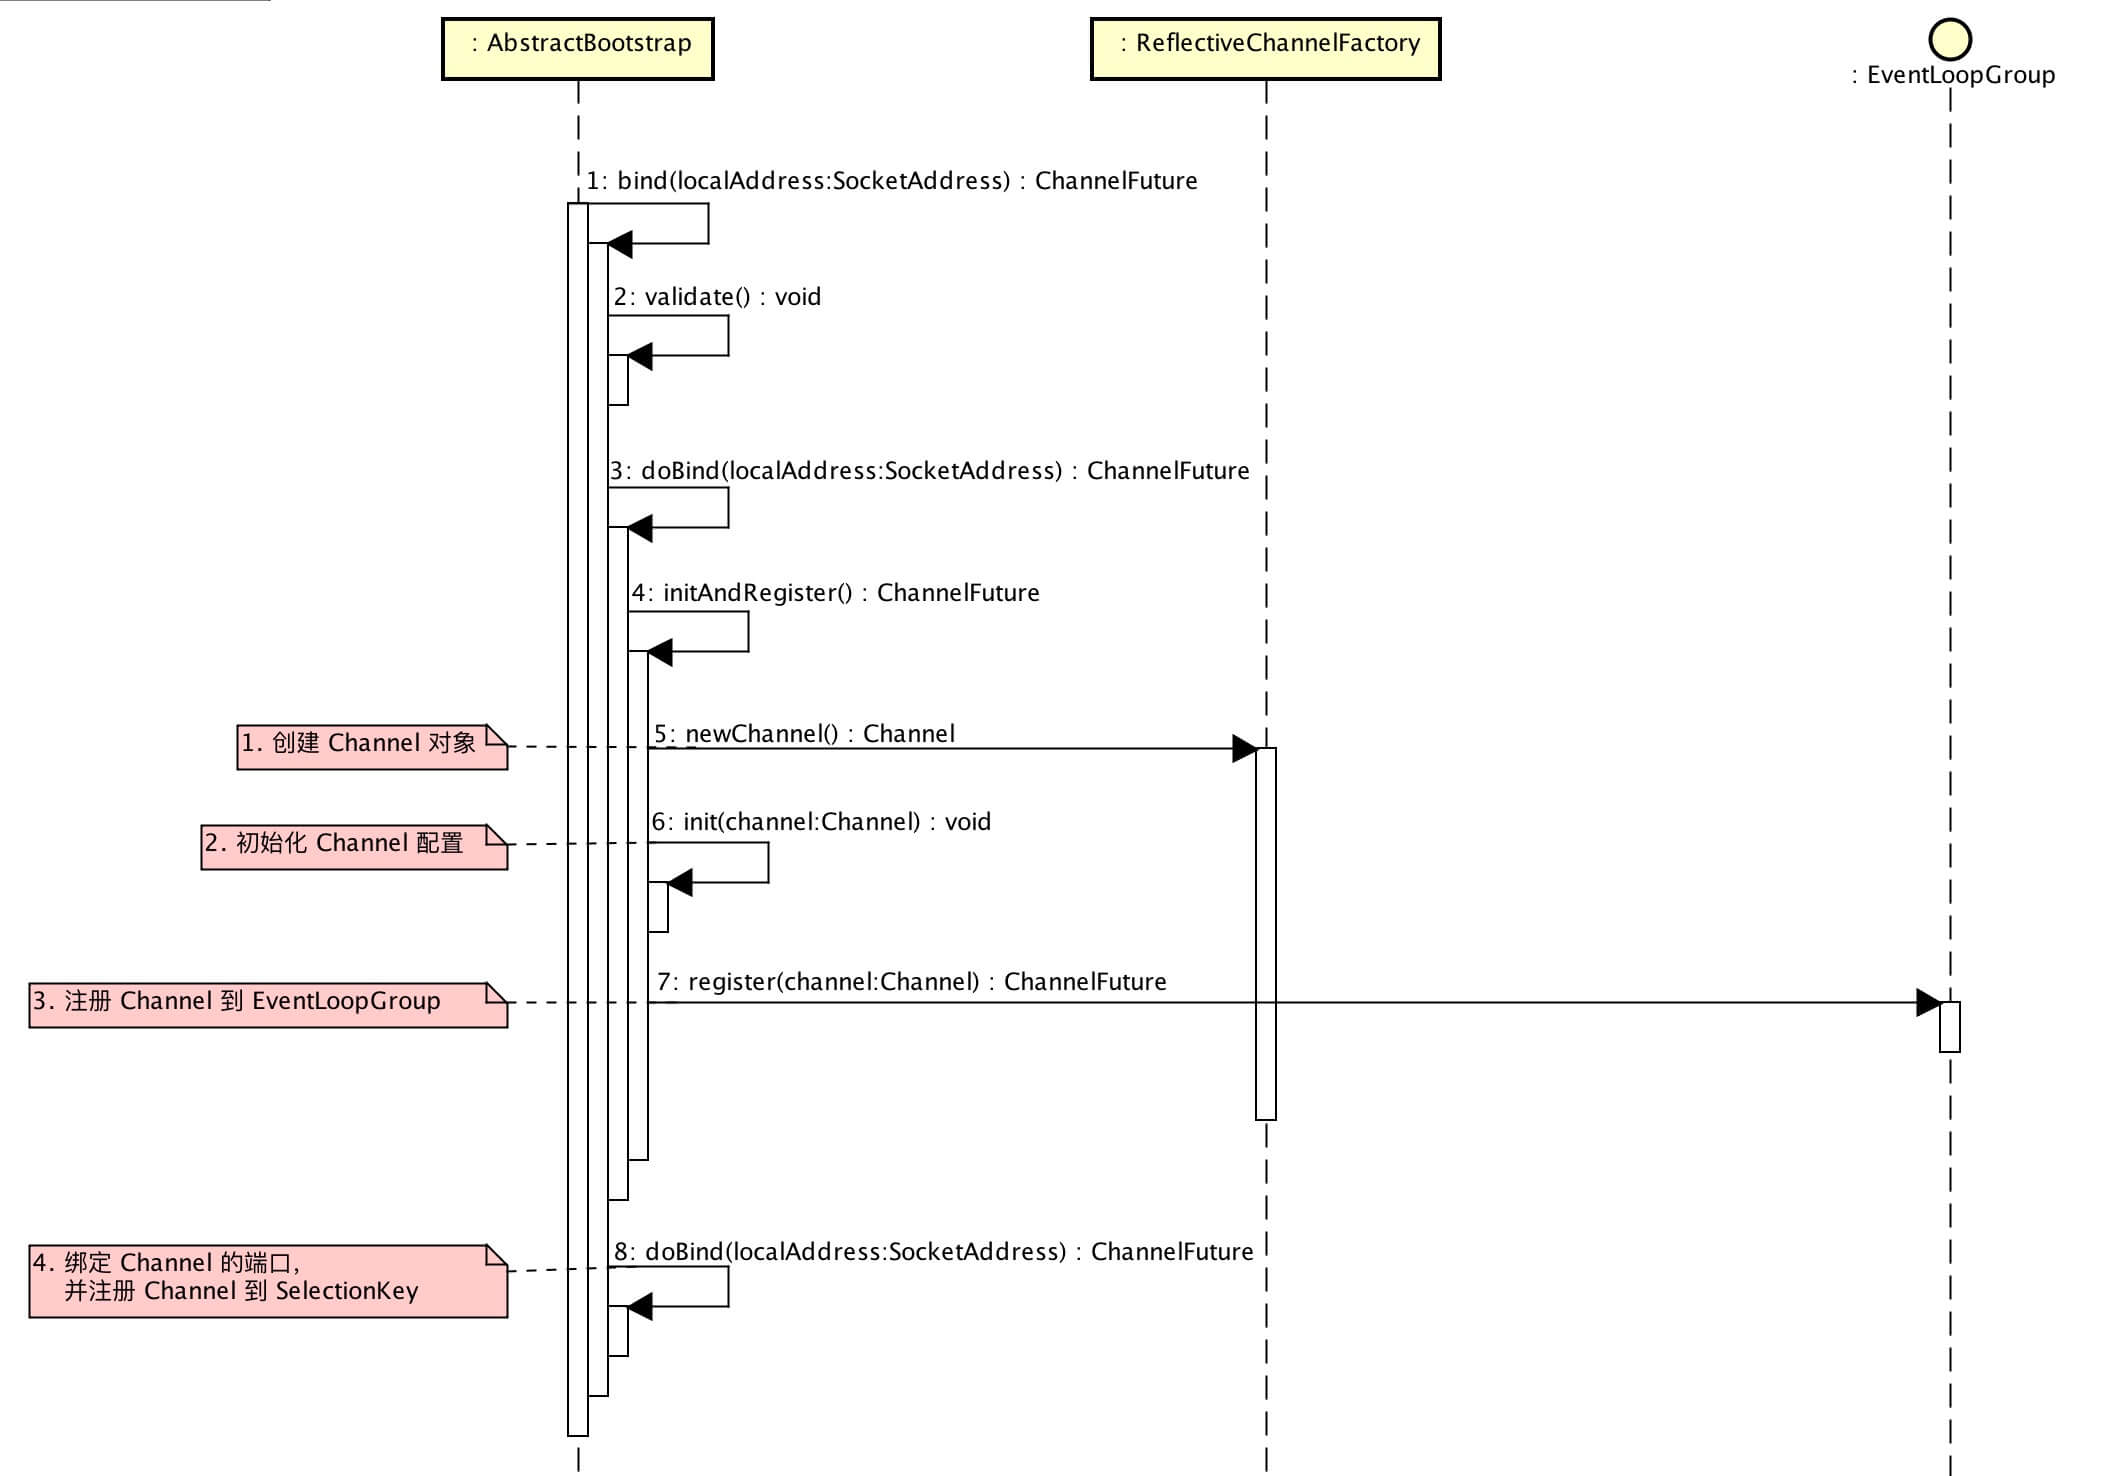 : AbstractBootstrap
: ReflectiveChannelFactory
: EventLoopGroup
1: bind(localAddress:SocketAddress) : ChannelFuture
2: validate() : void
3: doBind(localAddress:SocketAddress) : ChannelFuture
4: initAndRegister() : ChannelFuture
1. 创建 Channel 对象
5: newChannel() : Channel
2. 初始化 Channel 配置
6: init(channel:Channel) : void
3. 注册 Channel 到 EventLoopGroup
7: register(channel:Channel) : ChannelFuture
4. 绑定 Channel 的端口,
并注册 Channel 到 SelectionKey
8: doBind(localAddress:SocketAddress) : ChannelFuture